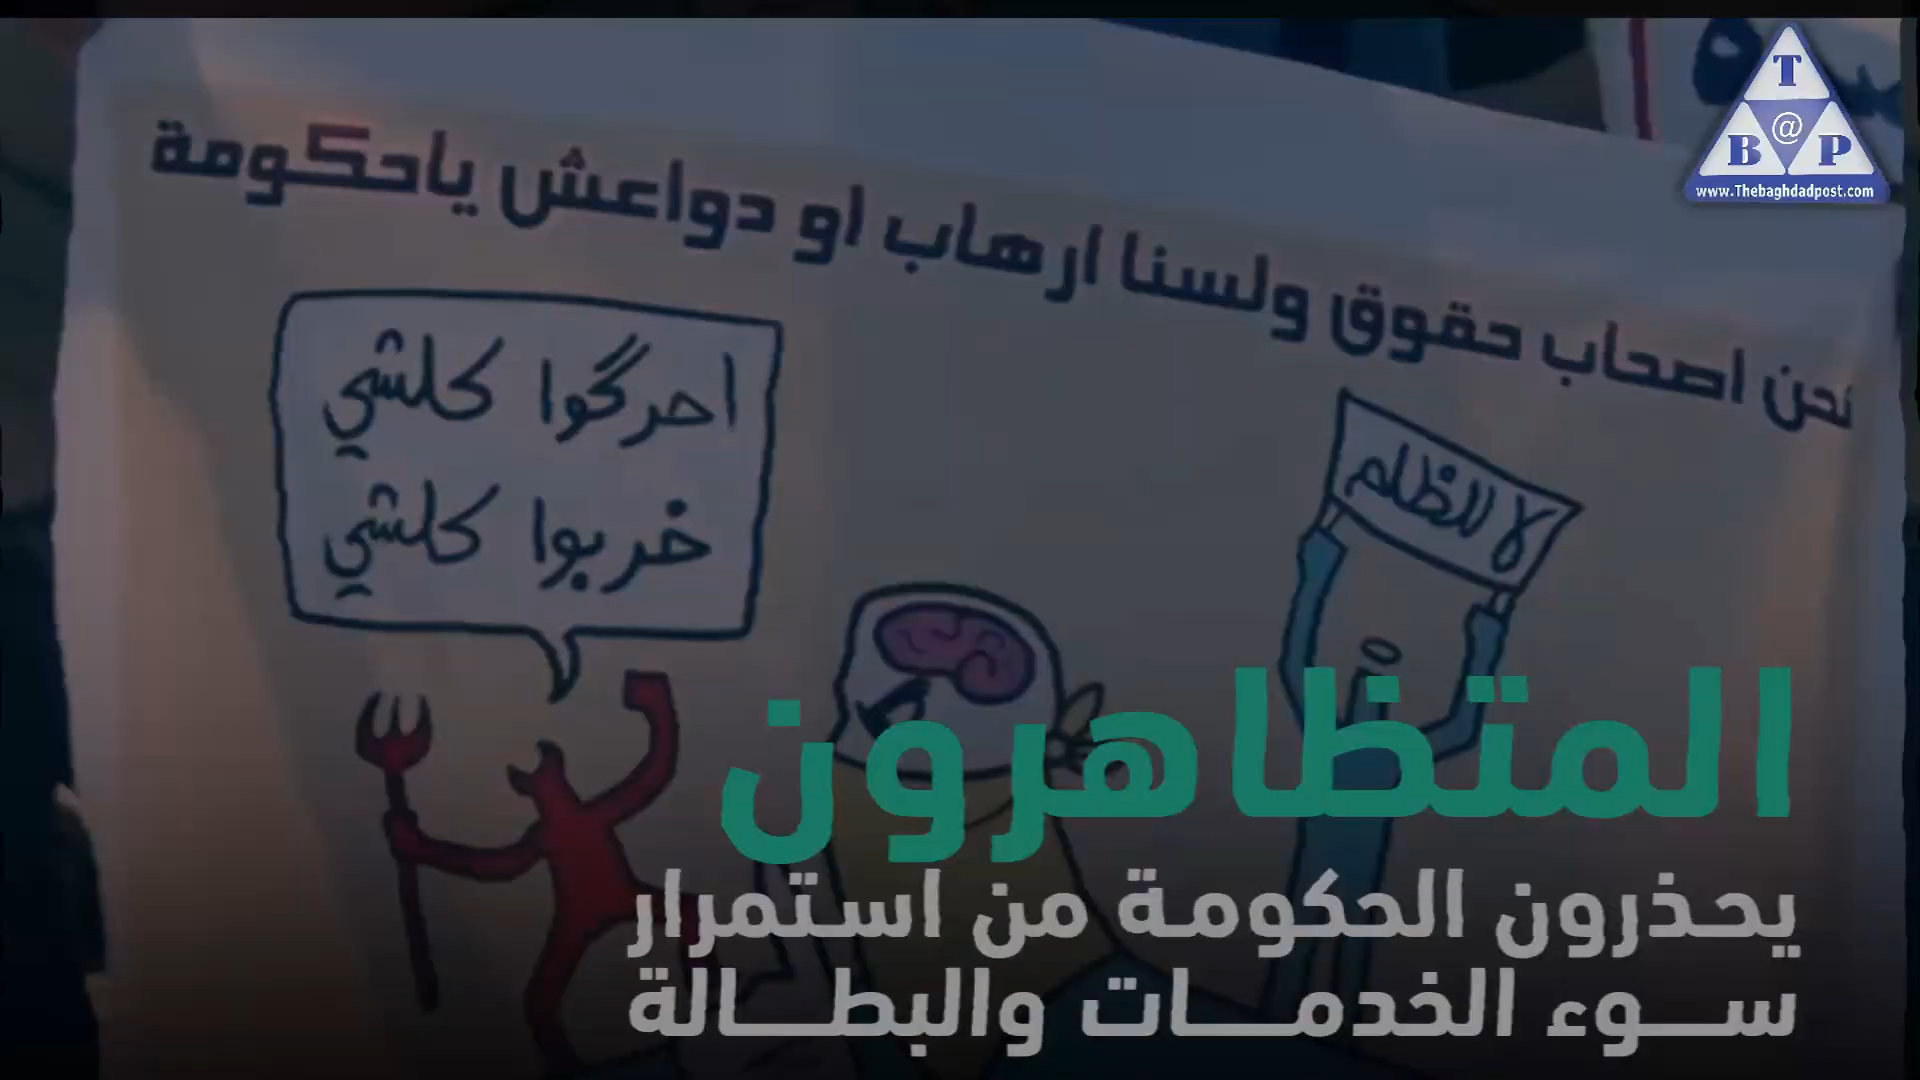 نحن اصحاب حقوق ولسنا ارهاب او دواعش ياحكومة
احرگوا كلشي
خربوا كلشي
لا للظلم
T
B @ P
www.Thebaghdadpost.com
المتظاهرون
يحذرون الحكومة من استمرار
سوء الخدمات والبطالة